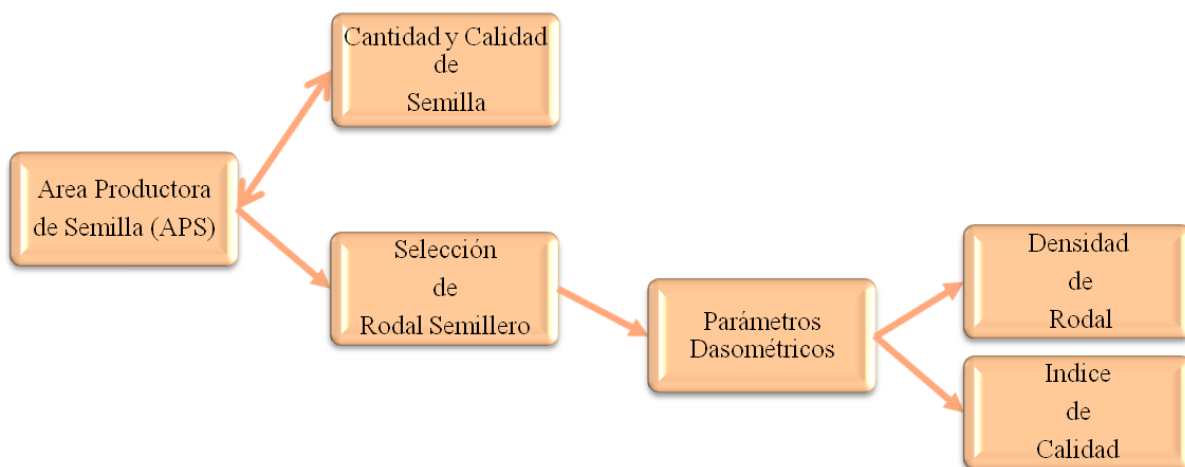 Cantidad y Calidad
de
Semilla
Area Productora
de Semilla (APS)
Selección
de
Rodal Semillero
Parámetros
Dasométricos
Densidad
de
Rodal
Indice
de
Calidad